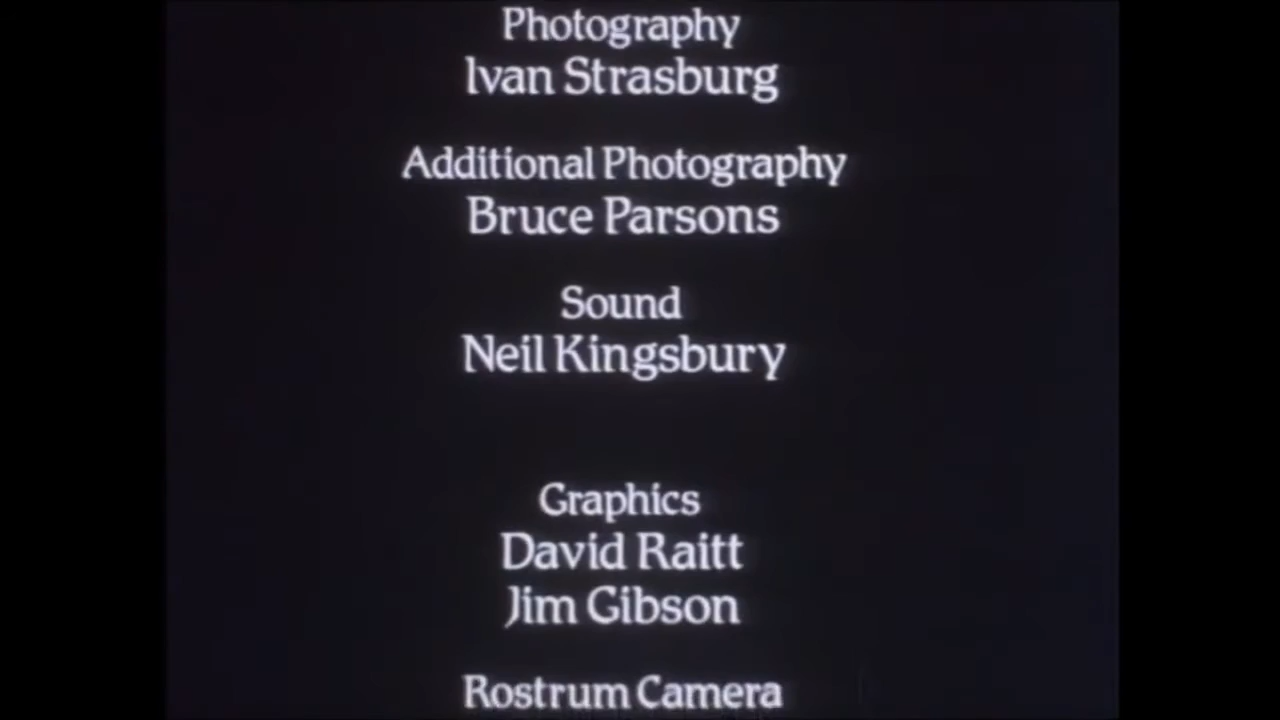 Photography
Ivan Strasburg
Additional Photography
Bruce Parsons
Sound
Neil Kingsbury
Graphics
David Raitt
Jim Gibson
Rostrum Camera